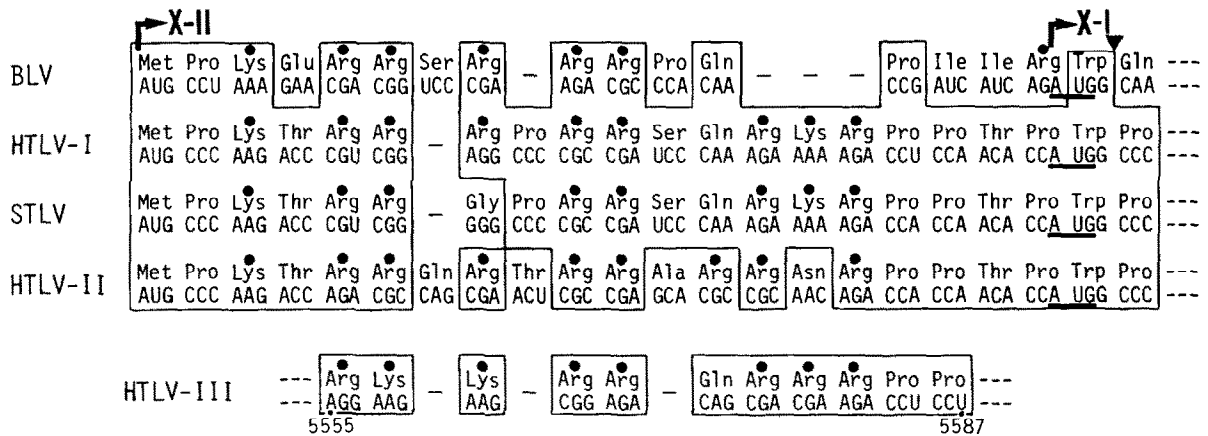 X-II X-I
Met Pro Lys Glu Arg Arg Ser Arg - Arg Arg Pro Gln - - - Pro Ile Ile Arg Trp Gln ---
BLV
AUG CCU AAA GAA CGA CGG UCC CGA AGA CGC CCA CAA CCG AUC AUC AGA UGG CAA ---
Met Pro Lys Thr Arg Arg - Arg Pro Arg Arg Ser Gln Arg Lys Arg Pro Pro Thr Pro Trp Pro ---
HTLV-I
AUG CCC AAG ACC CGU CGG AGG CCC CGC CGA UCC CAA AGA AAA AGA CCU CCA ACA CCA UGG CCC ---
Met Pro Lys Thr Arg Arg - Gly Pro Arg Arg Ser Gln Arg Lys Arg Pro Pro Thr Pro Trp Pro ---
STLV
AUG CCC AAG ACC CGU CGG GGG CCC CGC CGA UCC CAA AGA AAA AGA CCA CCA ACA CCA UGG CCC ---
Met Pro Lys Thr Arg Arg Gln Arg Thr Arg Arg Ala Arg Arg Asn Arg Pro Pro Thr Pro Trp Pro ---
HTLV-II
AUG CCC AAG ACC AGA CGC CAG CGA ACU CGC CGA GCA CGC CGC AAC AGA CCA CCA ACA CCA UGG CCC ---
--- Arg Lys - Lys - Arg Arg - Gln Arg Arg Arg Pro Pro ---
HTLV-III
--- AGG AAG AAG CGG AGA CAG CGA CGA AGA CCU CCU ---
5555 5587